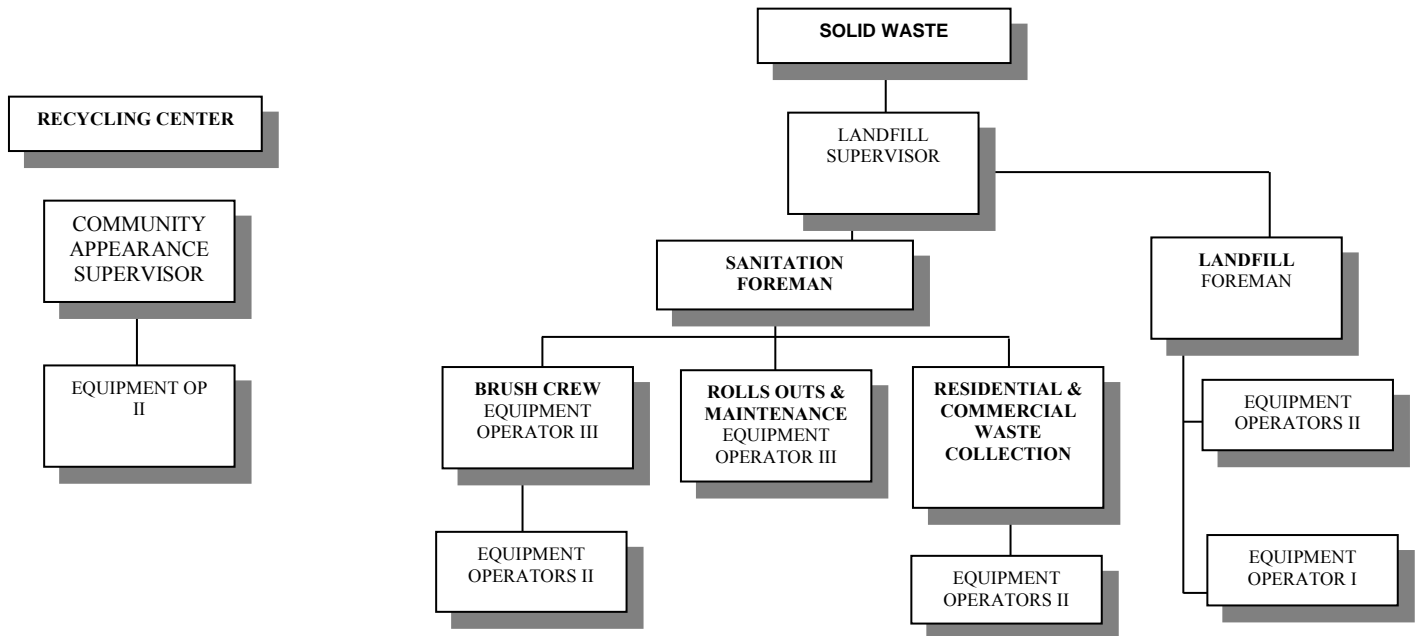 SOLID WASTE
RECYCLING CENTER
LANDFILL
SUPERVISOR
COMMUNITY
APPEARANCE
SUPERVISOR
SANITATION
FOREMAN
LANDFILL
FOREMAN
EQUIPMENT OP
II
BRUSH CREW
EQUIPMENT
OPERATOR III
ROLLS OUTS &
MAINTENANCE
EQUIPMENT
OPERATOR III
RESIDENTIAL &
COMMERCIAL
WASTE
COLLECTION
EQUIPMENT
OPERATORS II
EQUIPMENT
OPERATORS II
EQUIPMENT
OPERATORS II
EQUIPMENT
OPERATOR I